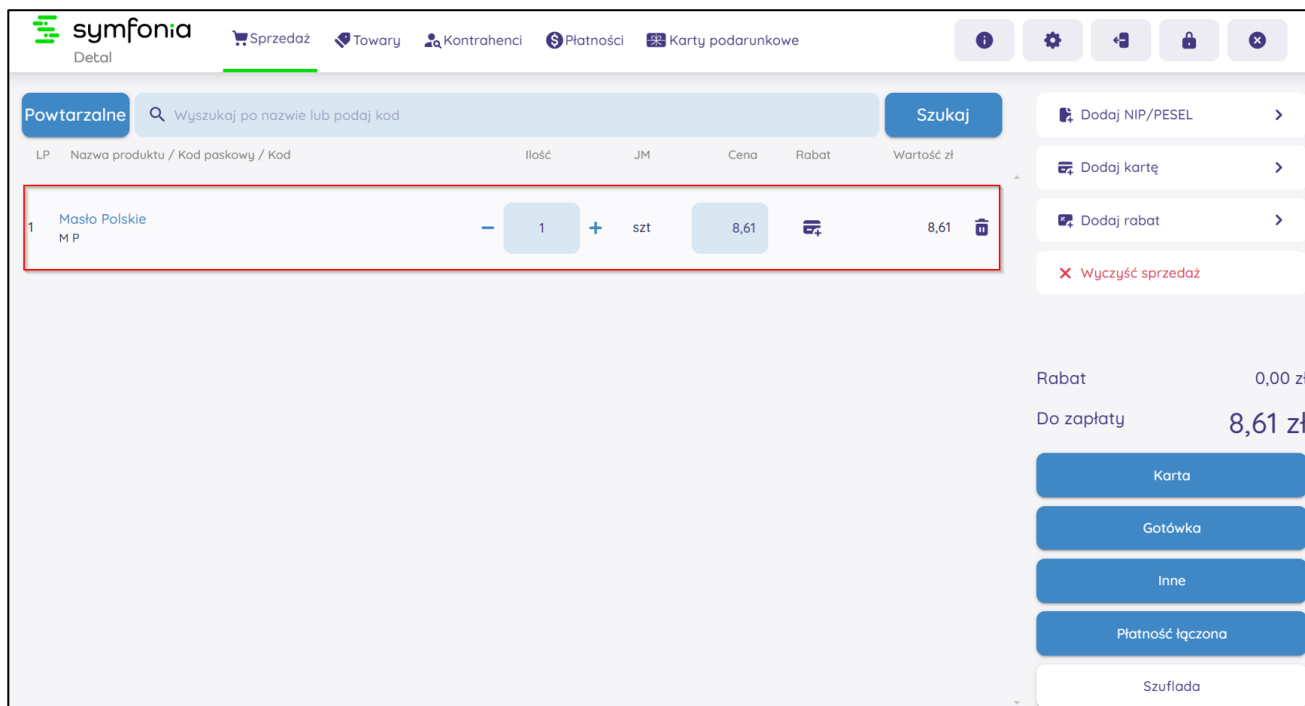 symfonia
Detal
Sprzedaż
Towary
Kontrahenci
Płatności
Karty podarunkowe
Powtarzalne
Wyszukaj po nazwie lub podaj kod
Szukaj
LP Nazwa produktu / Kod paskowy / Kod Ilość JM Cena Rabat Wartość zł
1 Masło Polskie
M P
1 szt 8,61 8,61
Dodaj NIP/PESEL
Dodaj kartę
Dodaj rabat
Wyczyść sprzedaż
Rabat 0,00 zł
Do zapłaty 8,61 zł
Karta
Gotówka
Inne
Płatność łączona
Szuflada